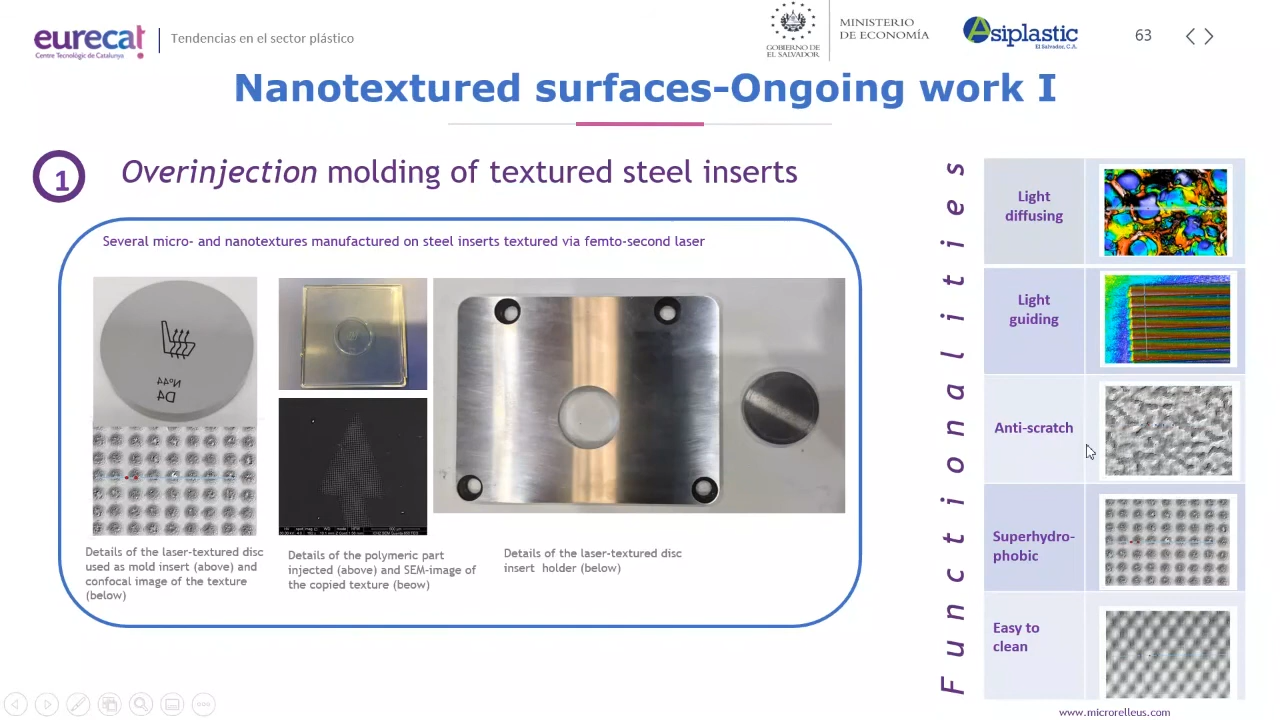 eurecat
Centre Tecnològic de Catalunya
Tendencias en el sector plástico
GOBIERNO DE
EL SALVADOR
MINISTERIO
DE ECONOMÍA
Asiplastic
El Salvador, C.A.
63
Nanotextured surfaces-Ongoing work I
1
Overinjection molding of textured steel inserts
Several micro- and nanotextures manufactured on steel inserts textured via femto-second laser
Nº44
D4
Details of the laser-textured disc
used as mold insert (above) and
confocal image of the texture
(below)
Details of the polymeric part
injected (above) and SEM-image of
the copied texture (beow)
Details of the laser-textured disc
insert holder (below)
Functionalities
Light
diffusing
Light
guiding
Anti-scratch
Superhydro-
phobic
Easy to
clean
www.microrelleus.com